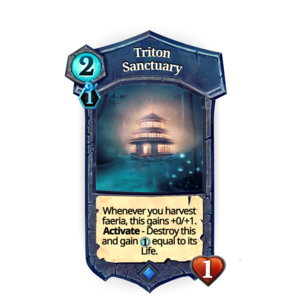 2
Triton
Sanctuary
1
Whenever you harvest
faeria, this gains +0/+1.
Activate - Destroy this
and gain 1 equal to its
Life.
1